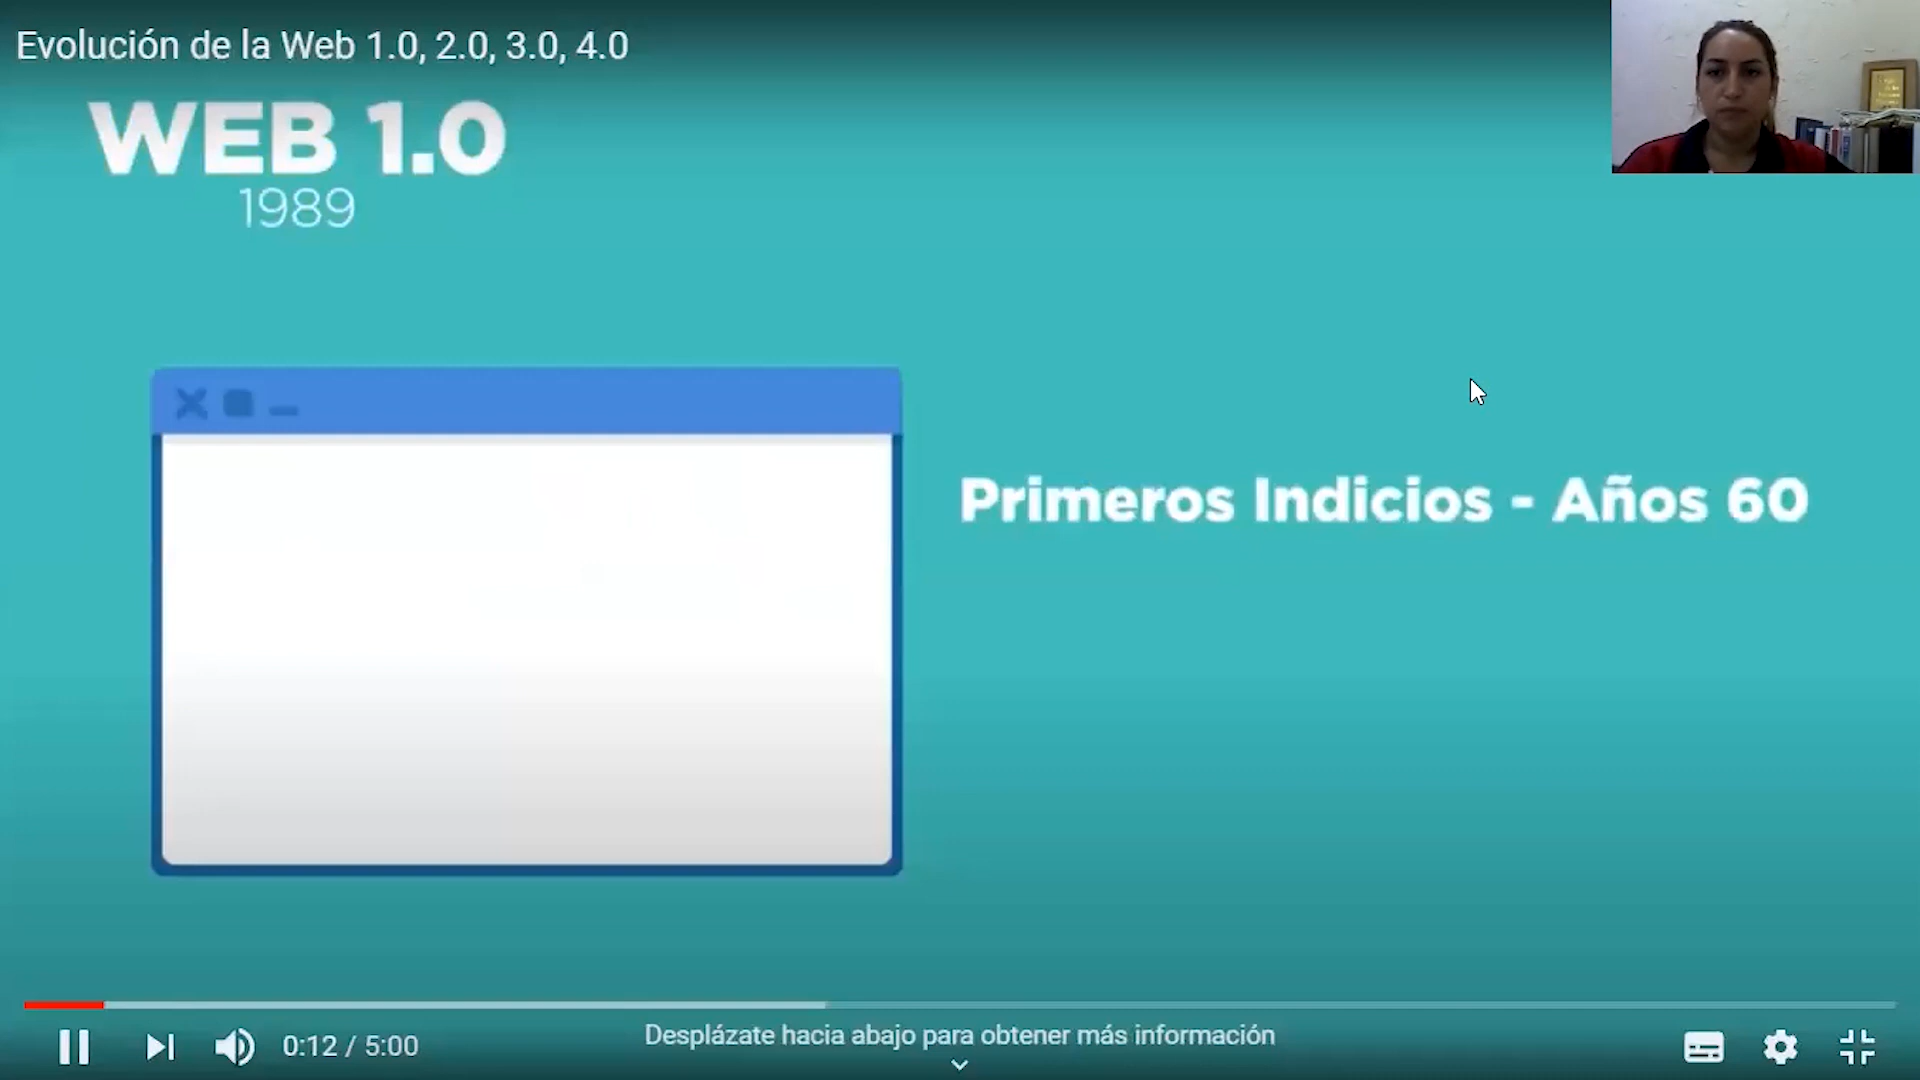 Evolución de la Web 1.0, 2.0, 3.0, 4.0
WEB 1.0
1989
Primeros Indicios - Años 60
0:12 / 5:00
Desplázate hacia abajo para obtener más información